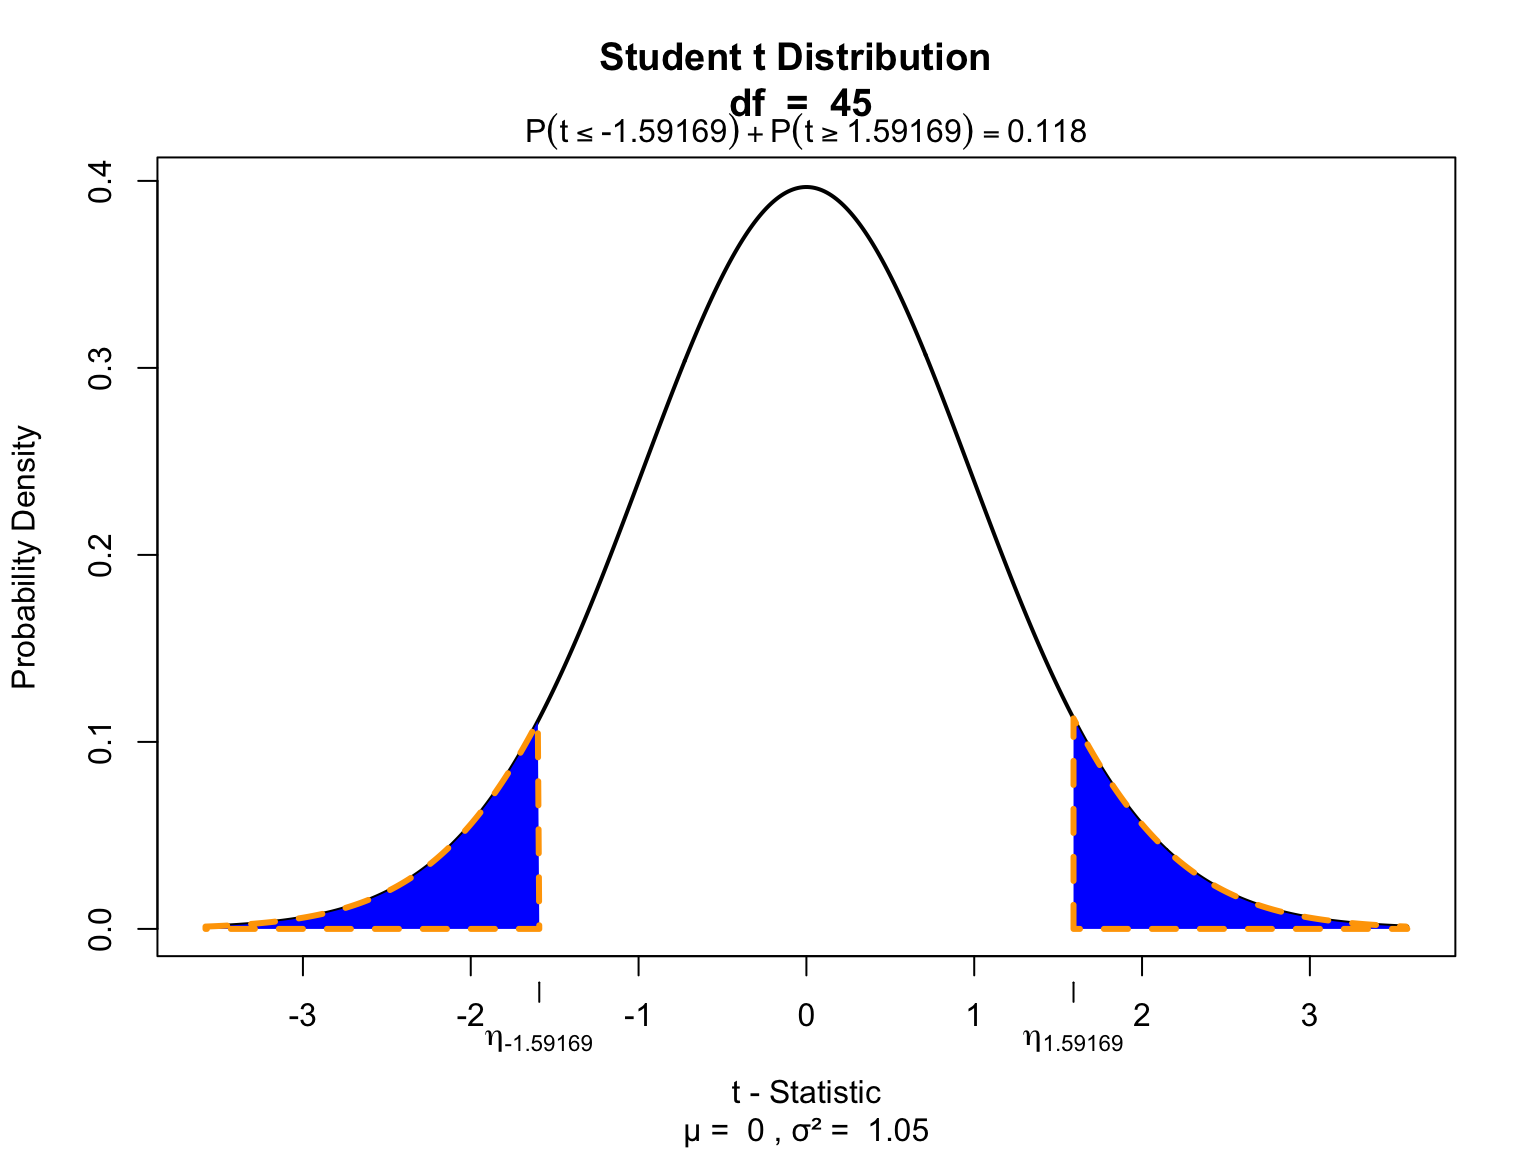 Student t Distribution
df = 45
P(t ≤ -1.59169) + P(t ≥ 1.59169) = 0.118
Probability Density
0.4
0.3
0.2
0.1
0.0
-3 -2 -1 0 1 2 3
η-1.59169 η1.59169
t - Statistic
μ = 0 , σ² = 1.05